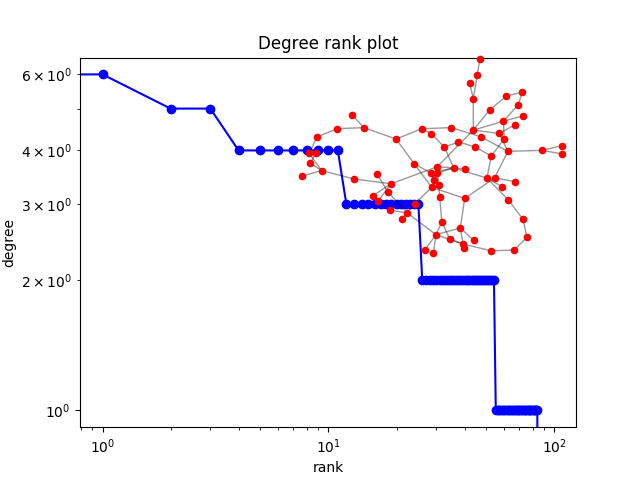 Degree rank plot
6 × 10⁰
4 × 10⁰
3 × 10⁰
2 × 10⁰
10⁰
degree
10⁰
10¹
10²
rank